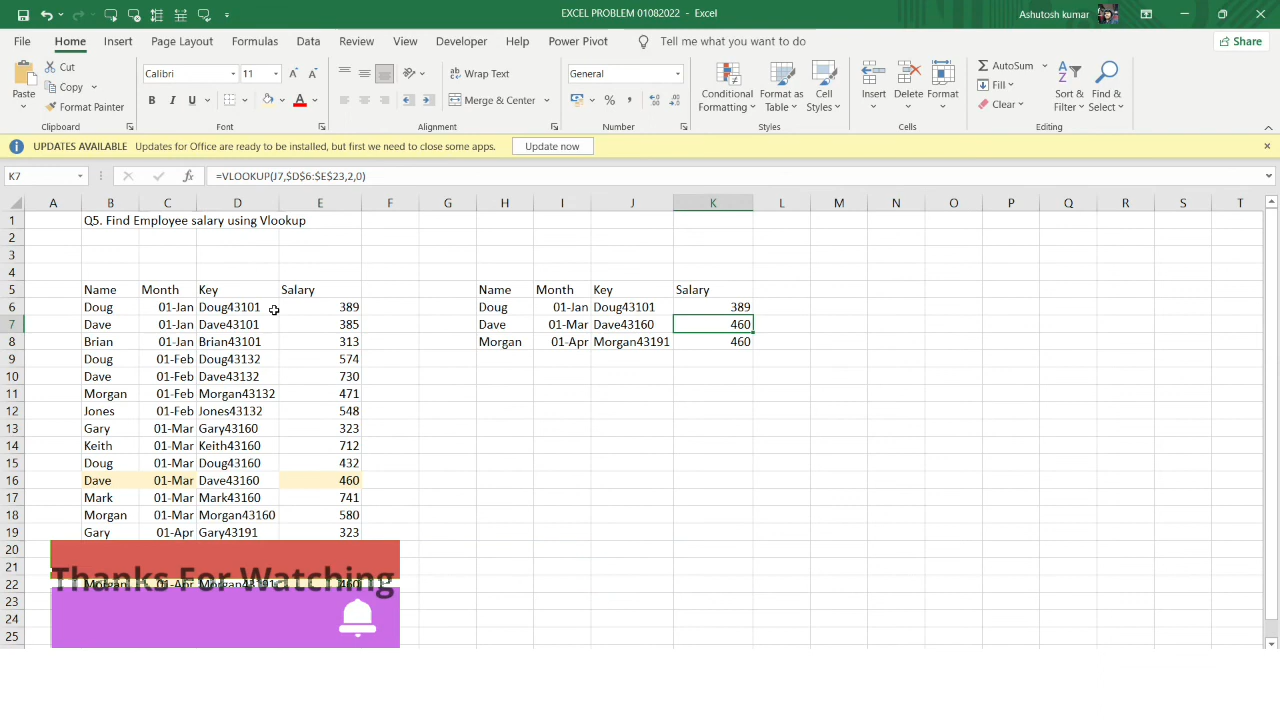 EXCEL PROBLEM 01082022 - Excel
Ashutosh kumar
File Home Insert Page Layout Formulas Data Review View Developer Help Power Pivot Tell me what you want to do Share
Paste
Cut
Copy
Format Painter
Clipboard
Calibri 11
B I U
A
Font
ab
Wrap Text
Merge & Center
Alignment
General
%
Number
Conditional Formatting
Format as Table
Cell Styles
Styles
Insert
Delete
Format
Cells
AutoSum
Fill
Clear
Sort & Filter
Find & Select
Editing
UPDATES AVAILABLE Updates for Office are ready to be installed, but first we need to close some apps. Update now
K7 fx =VLOOKUP(J7,$D$6:$E$23,2,0)
A B C D E F G H I J K L M N O P Q R S T
1 Q5. Find Employee salary using Vlookup
2
3
4
5 Name Month Key Salary Name Month Key Salary
6 Doug 01-Jan Doug43101 389 Doug 01-Jan Doug43101 389
7 Dave 01-Jan Dave43101 385 Dave 01-Mar Dave43160 460
8 Brian 01-Jan Brian43101 313 Morgan 01-Apr Morgan43191 460
9 Doug 01-Feb Doug43132 574
10 Dave 01-Feb Dave43132 730
11 Morgan 01-Feb Morgan43132 471
12 Jones 01-Feb Jones43132 548
13 Gary 01-Mar Gary43160 323
14 Keith 01-Mar Keith43160 712
15 Doug 01-Mar Doug43160 432
16 Dave 01-Mar Dave43160 460
17 Mark 01-Mar Mark43160 741
18 Morgan 01-Mar Morgan43160 580
19 Gary 01-Apr Gary43191 323
20
21
Thanks For Watching
22 Morgan 01-Apr Morgan43191 460
23
24
25